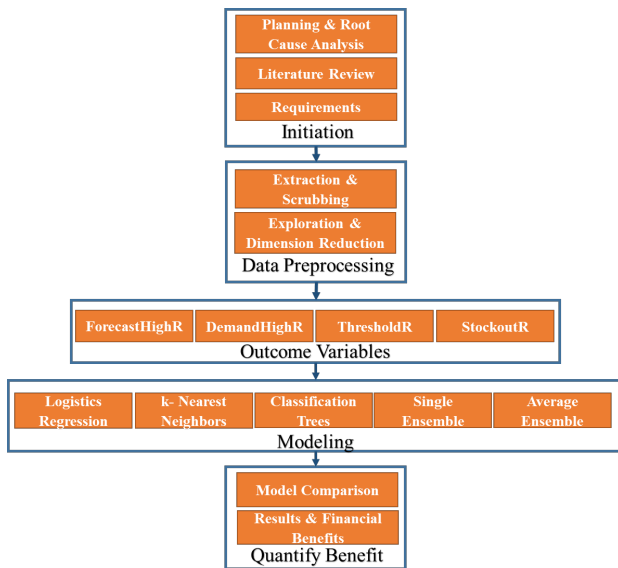 Planning & Root
Cause Analysis
Literature Review
Requirements
Initiation
Extraction &
Scrubbing
Exploration &
Dimension Reduction
Data Preprocessing
ForecastHighR
DemandHighR
ThresholdR
StockoutR
Outcome Variables
Logistics
Regression
k- Nearest
Neighbors
Classification
Trees
Single
Ensemble
Average
Ensemble
Modeling
Model Comparison
Results & Financial
Benefits
Quantify Benefit